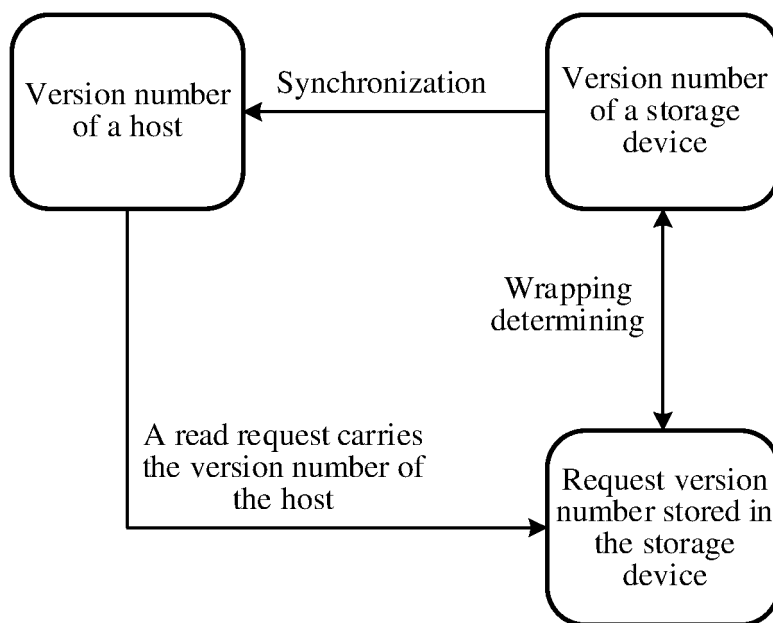 Version number
of a host
Synchronization
Version number
of a storage
device
Wrapping
determining
A read request carries
the version number of
the host
Request version
number stored in
the storage
device